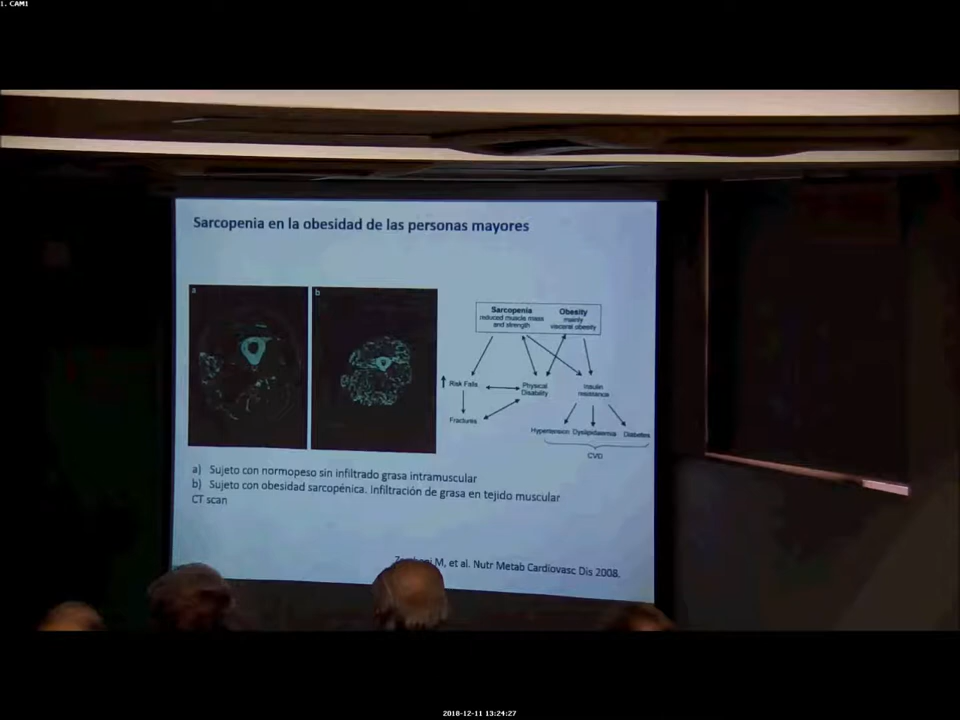 1. CAM1
Sarcopenia en la obesidad de las personas mayores
a
b
Sarcopenia
reduced muscle mass
and strength
Obesity
mainly
visceral obesity
Risk Falls
Physical
Disability
Insulin
resistance
Fractures
Hypertension Dyslipidaemia Diabetes
CVD
a) Sujeto con normopeso sin infiltrado grasa intramuscular
b) Sujeto con obesidad sarcopénica. Infiltración de grasa en tejido muscular
CT scan
M, et al. Nutr Metab Cardiovasc Dis 2008.
2018-12-11 13:24:27